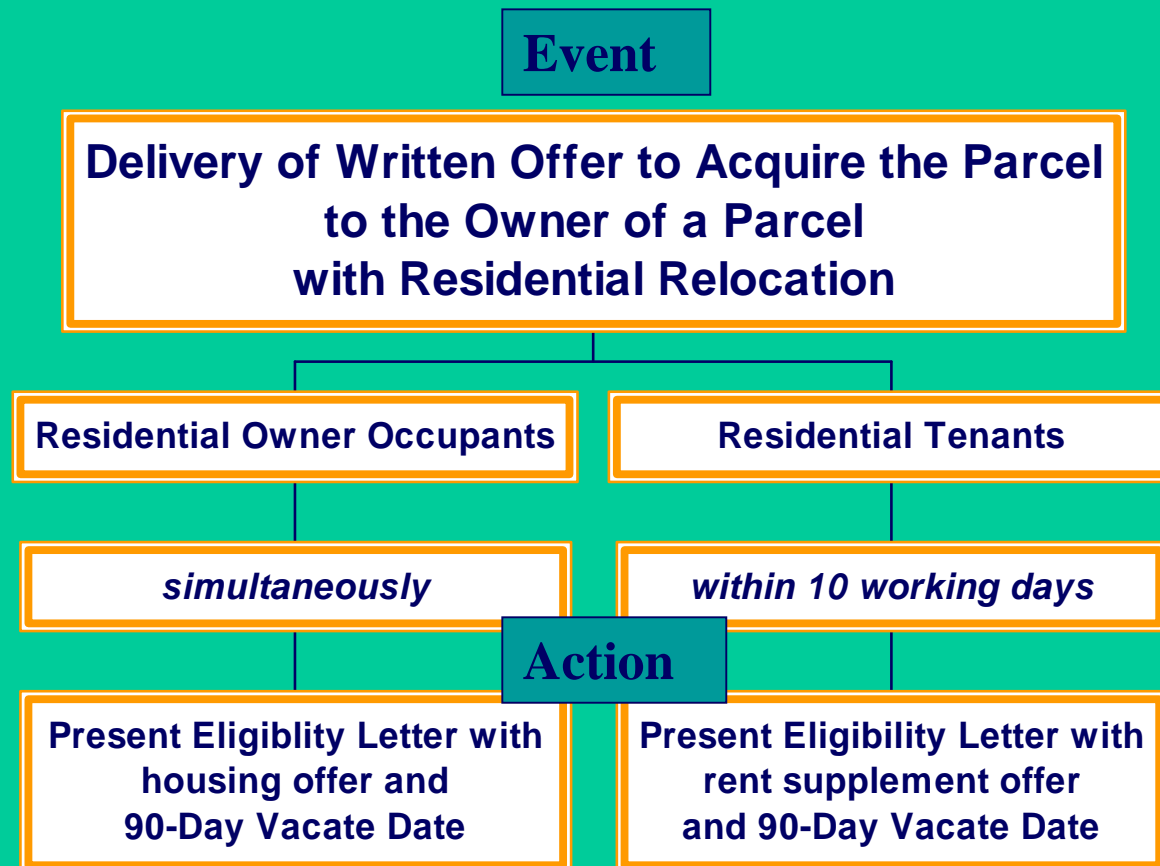 Event
Delivery of Written Offer to Acquire the Parcel
to the Owner of a Parcel
with Residential Relocation
Residential Owner Occupants
Residential Tenants
simultaneously
within 10 working days
Action
Present Eligiblity Letter with
housing offer and
90-Day Vacate Date
Present Eligibility Letter with
rent supplement offer
and 90-Day Vacate Date